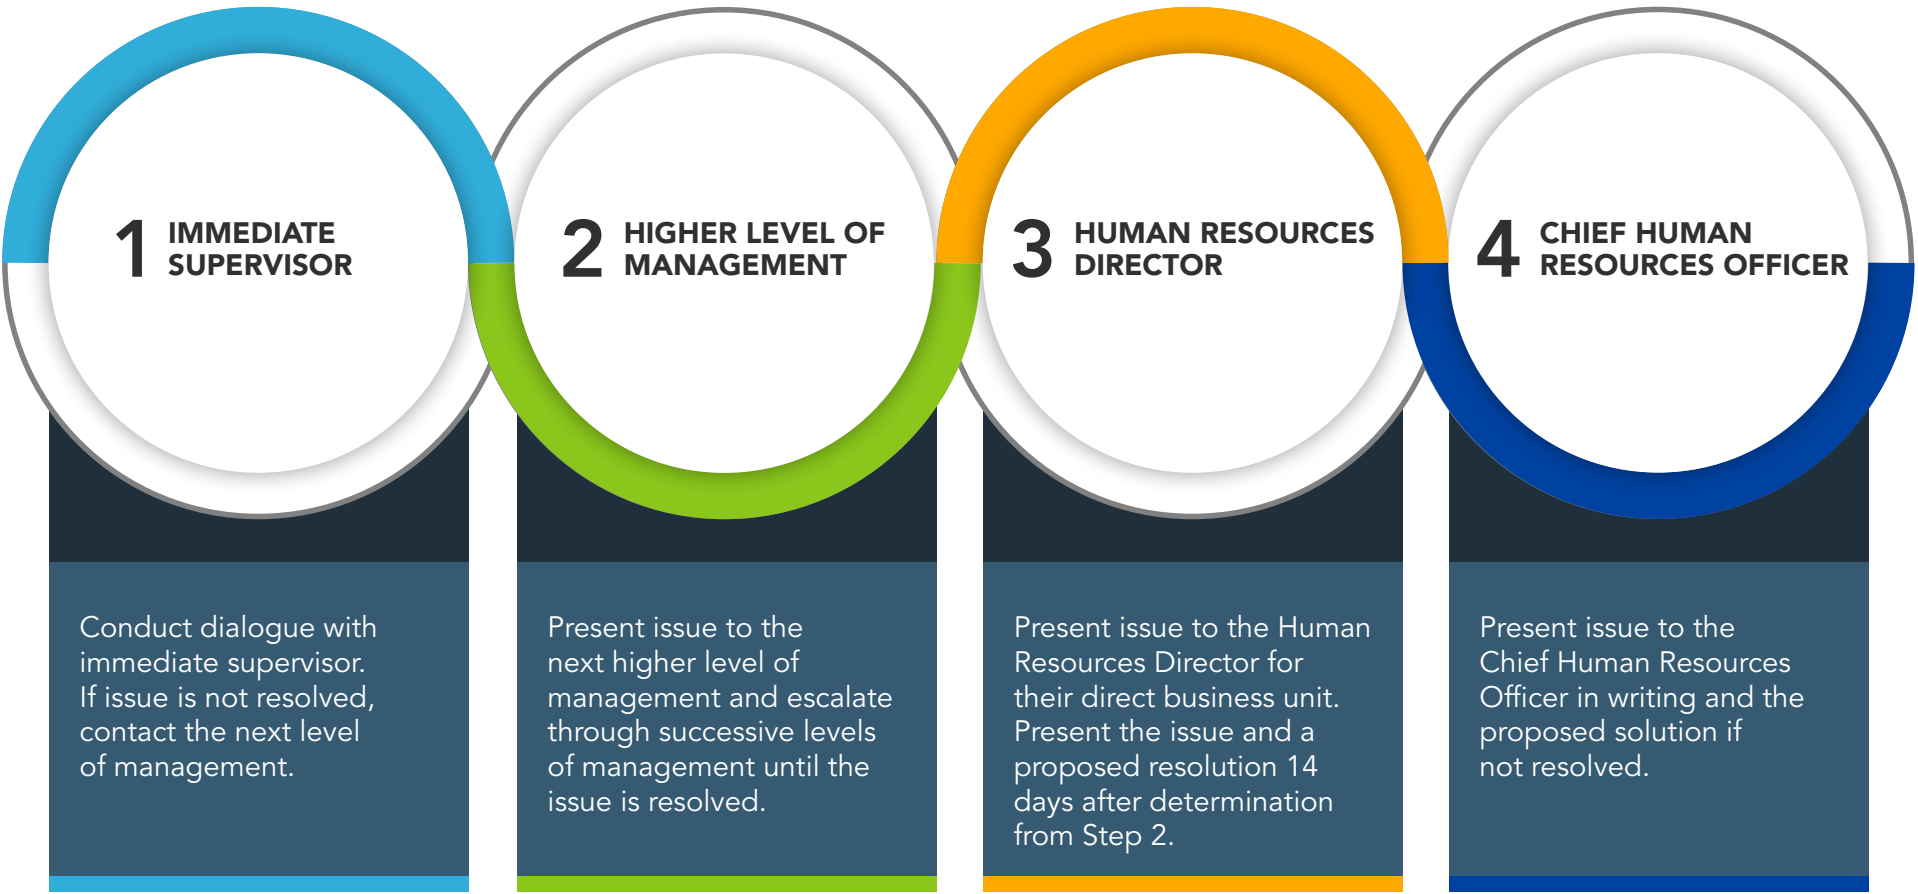 1 IMMEDIATE
SUPERVISOR
Conduct dialogue with
immediate supervisor.
If issue is not resolved,
contact the next level
of management.
2 HIGHER LEVEL OF
MANAGEMENT
Present issue to the
next higher level of
management and escalate
through successive levels
of management until the
issue is resolved.
3 HUMAN RESOURCES
DIRECTOR
Present issue to the Human
Resources Director for
their direct business unit.
Present the issue and a
proposed resolution 14
days after determination
from Step 2.
4 CHIEF HUMAN
RESOURCES OFFICER
Present issue to the
Chief Human Resources
Officer in writing and the
proposed solution if
not resolved.